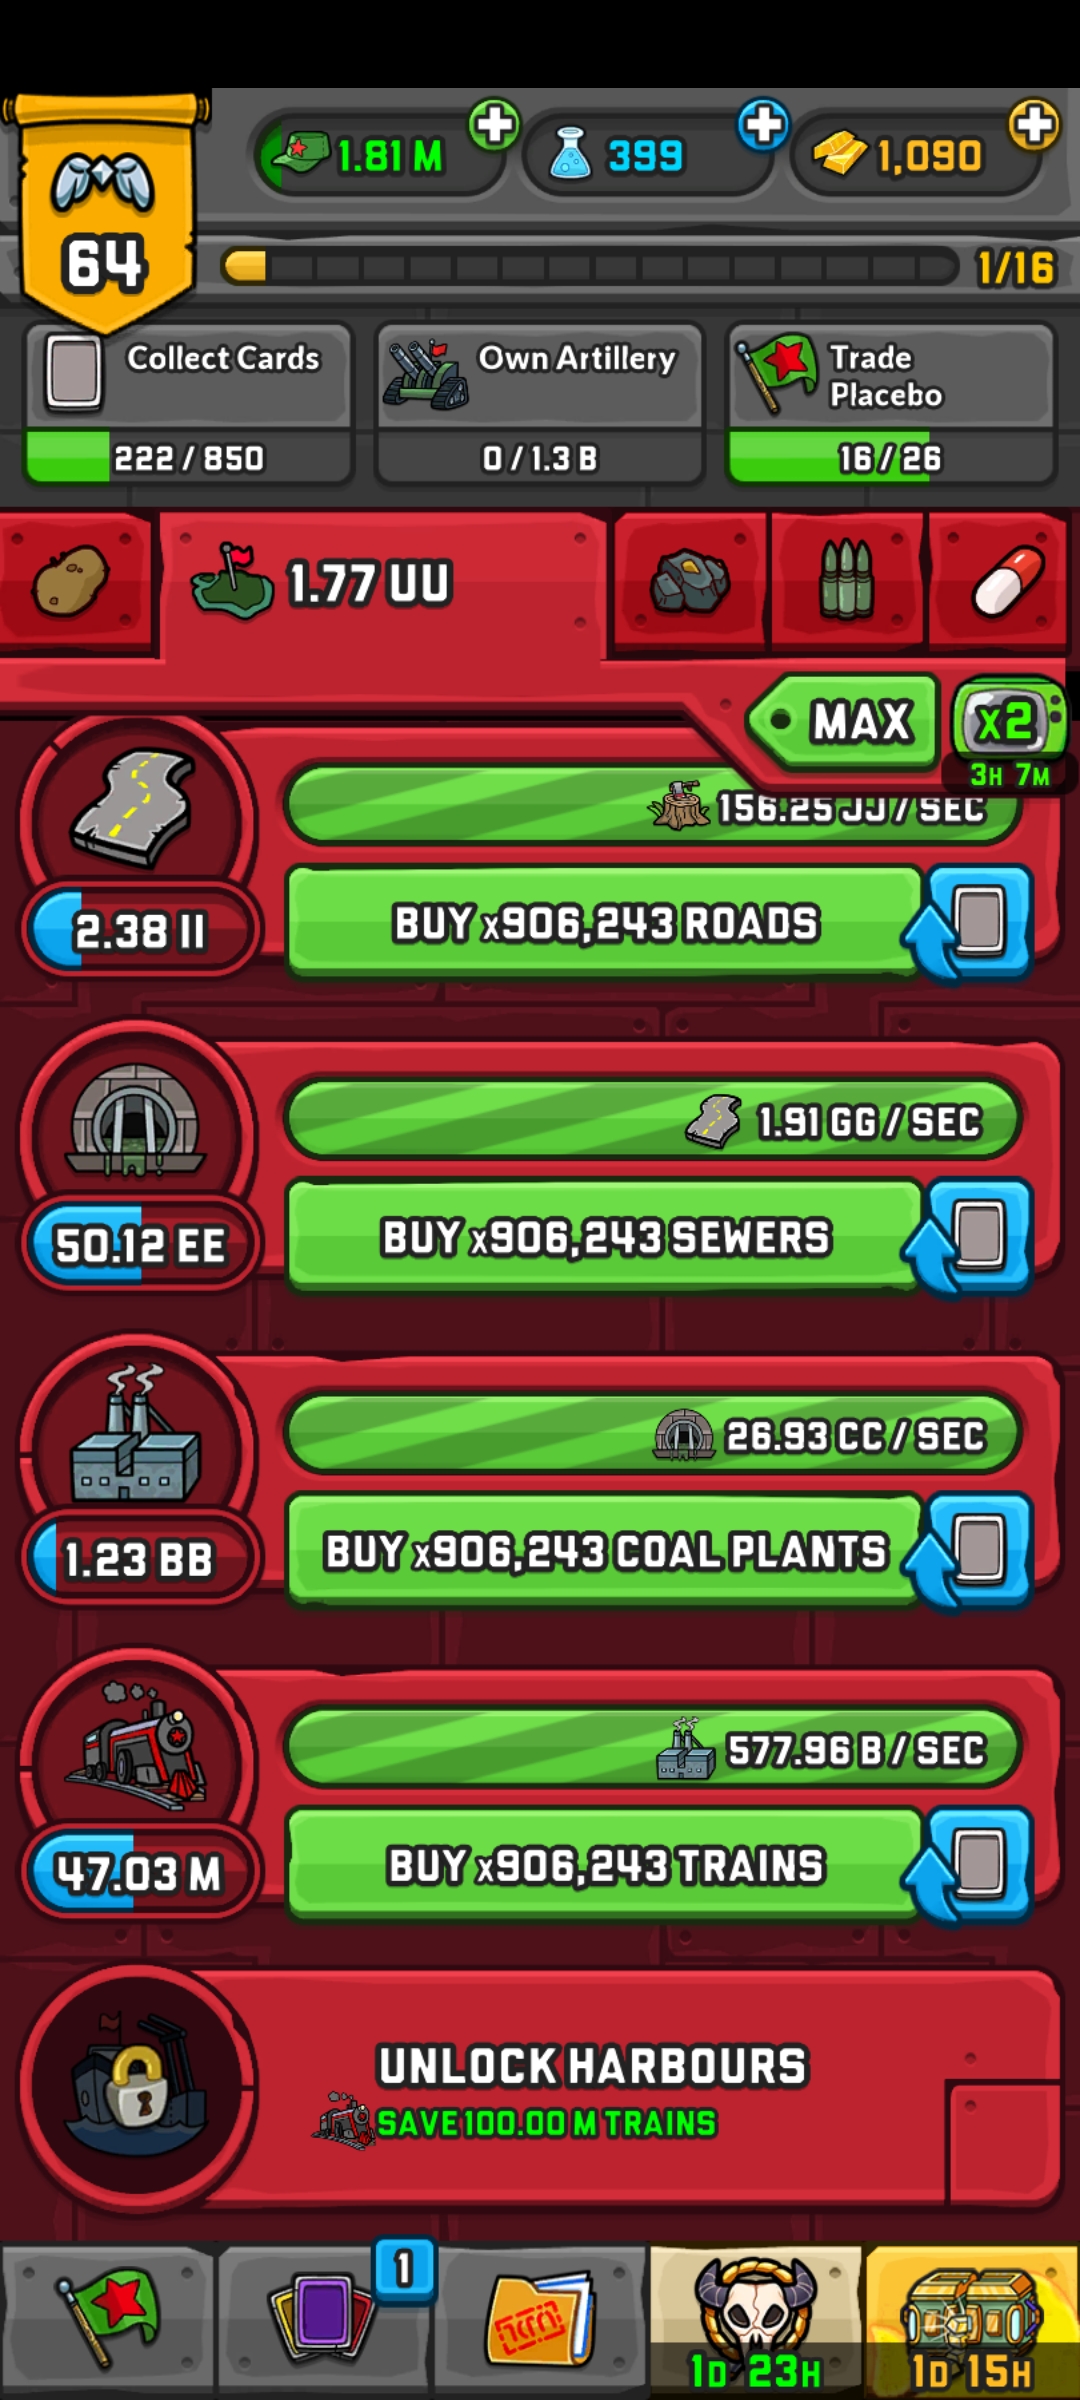 1.81 M
399
1,090
64
1/16
Collect Cards
Own Artillery
Trade
Placebo
222 / 850
0 / 1.3 B
16 / 26
1.77 UU
MAX
x2
3H 7M
156.25 JJ / SEC
2.38 II
BUY x906,243 ROADS
1.91 GG / SEC
50.12 EE
BUY x906,243 SEWERS
26.93 CC / SEC
1.23 BB
BUY x906,243 COAL PLANTS
577.96 B / SEC
47.03 M
BUY x906,243 TRAINS
UNLOCK HARBOURS
SAVE 100.00 M TRAINS
1
1D 23H
1D 15H